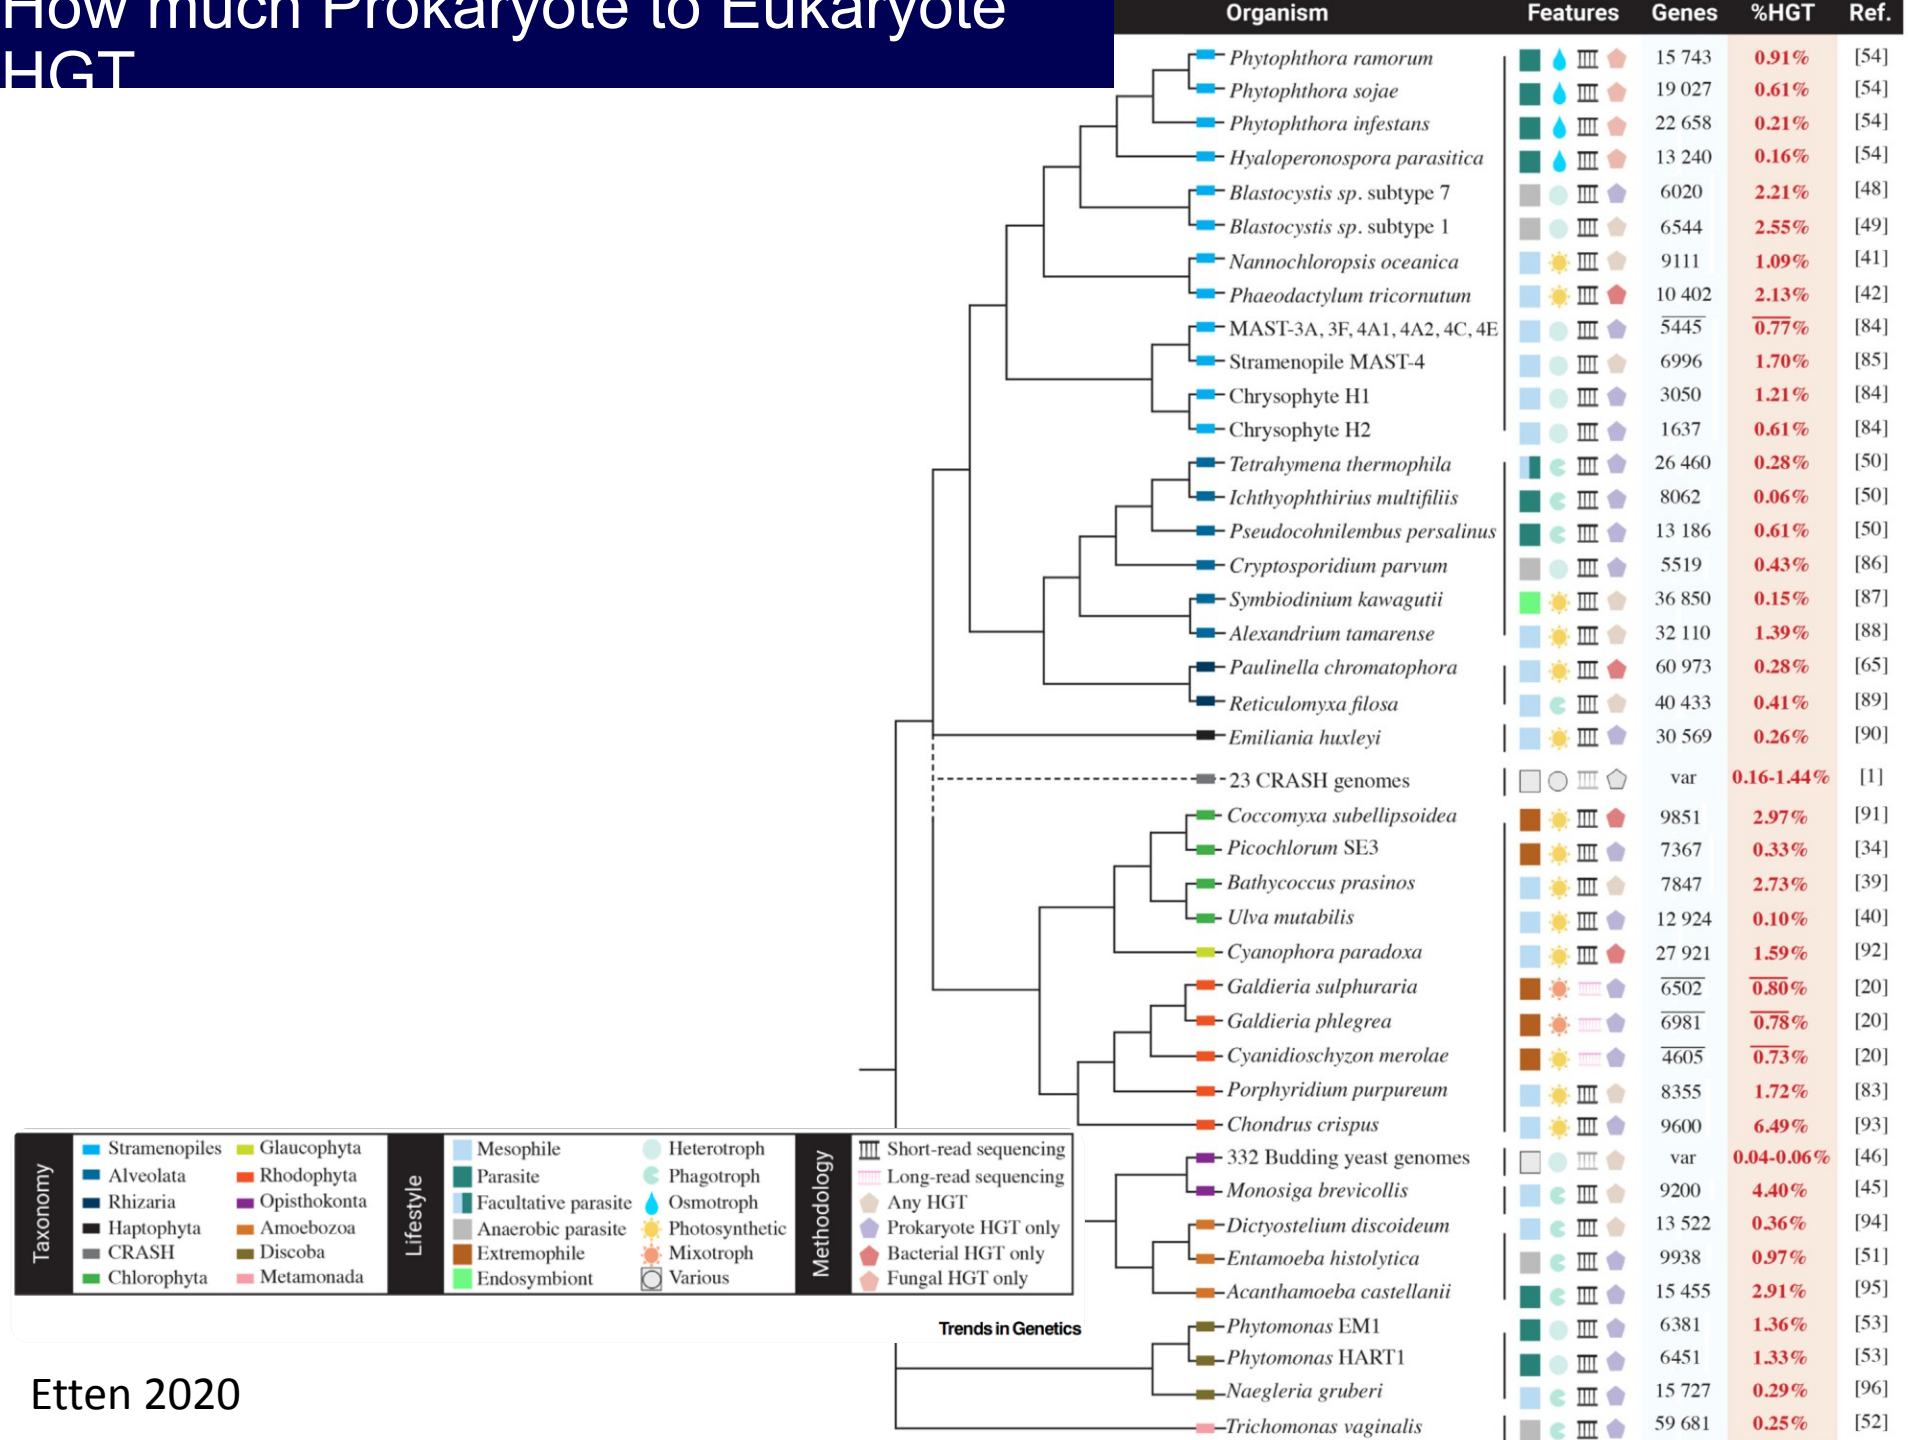 How much Prokaryote to Eukaryote
HGT
Organism Features Genes %HGT Ref.
Phytophthora ramorum 15 743 0.91% [54]
Phytophthora sojae 19 027 0.61% [54]
Phytophthora infestans 22 658 0.21% [54]
Hyaloperonospora parasitica 13 240 0.16% [54]
Blastocystis sp. subtype 7 6020 2.21% [48]
Blastocystis sp. subtype 1 6544 2.55% [49]
Nannochloropsis oceanica 9111 1.09% [41]
Phaeodactylum tricornutum 10 402 2.13% [42]
MAST-3A, 3F, 4A1, 4A2, 4C, 4E 5445 0.77% [84]
Stramenopile MAST-4 6996 1.70% [85]
Chrysophyte H1 3050 1.21% [84]
Chrysophyte H2 1637 0.61% [84]
Tetrahymena thermophila 26 460 0.28% [50]
Ichthyophthirius multifiliis 8062 0.06% [50]
Pseudocohnilembus persalinus 13 186 0.61% [50]
Cryptosporidium parvum 5519 0.43% [86]
Symbiodinium kawagutii 36 850 0.15% [87]
Alexandrium tamarense 32 110 1.39% [88]
Paulinella chromatophora 60 973 0.28% [65]
Reticulomyxa filosa 40 433 0.41% [89]
Emiliania huxleyi 30 569 0.26% [90]
23 CRASH genomes var 0.16-1.44% [1]
Coccomyxa subellipsoidea 9851 2.97% [91]
Picochlorum SE3 7367 0.33% [34]
Bathycoccus prasinos 7847 2.73% [39]
Ulva mutabilis 12 924 0.10% [40]
Cyanophora paradoxa 27 921 1.59% [92]
Galdieria sulphuraria 6502 0.80% [20]
Galdieria phlegrea 6981 0.78% [20]
Cyanidioschyzon merolae 4605 0.73% [20]
Porphyridium purpureum 8355 1.72% [83]
Chondrus crispus 9600 6.49% [93]
332 Budding yeast genomes var 0.04-0.06% [46]
Monosiga brevicollis 9200 4.40% [45]
Dictyostelium discoideum 13 522 0.36% [94]
Entamoeba histolytica 9938 0.97% [51]
Acanthamoeba castellanii 15 455 2.91% [95]
Phytomonas EM1 6381 1.36% [53]
Phytomonas HART1 6451 1.33% [53]
Naegleria gruberi 15 727 0.29% [96]
Trichomonas vaginalis 59 681 0.25% [52]
Taxonomy
Stramenopiles Glaucophyta
Alveolata Rhodophyta
Rhizaria Opisthokonta
Haptophyta Amoebozoa
CRASH Discoba
Chlorophyta Metamonada
Lifestyle
Mesophile Heterotroph
Parasite Phagotroph
Facultative parasite Osmotroph
Anaerobic parasite Photosynthetic
Extremophile Mixotroph
Endosymbiont Various
Methodology
Short-read sequencing
Long-read sequencing
Any HGT
Prokaryote HGT only
Bacterial HGT only
Fungal HGT only
Trends in Genetics
Etten 2020